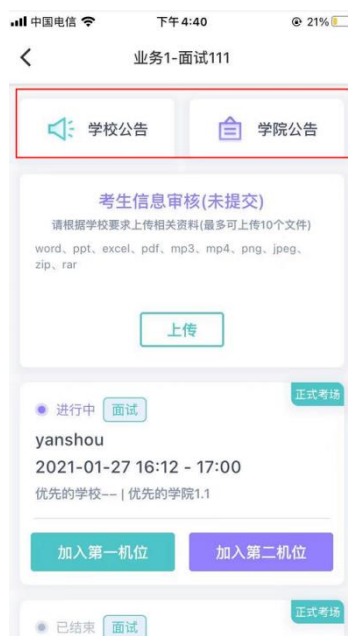 中国电信 下午4:40 21%
业务1-面试111
学校公告 学院公告
考生信息审核(未提交)
请根据学校要求上传相关资料(最多可上传10个文件)
word、ppt、excel、pdf、mp3、mp4、png、jpeg、
zip、rar
上传
正式考场
进行中 面试
yanshou
2021-01-27 16:12 - 17:00
优先的学校-- | 优先的学院1.1
加入第一机位 加入第二机位
正式考场
已结束 面试